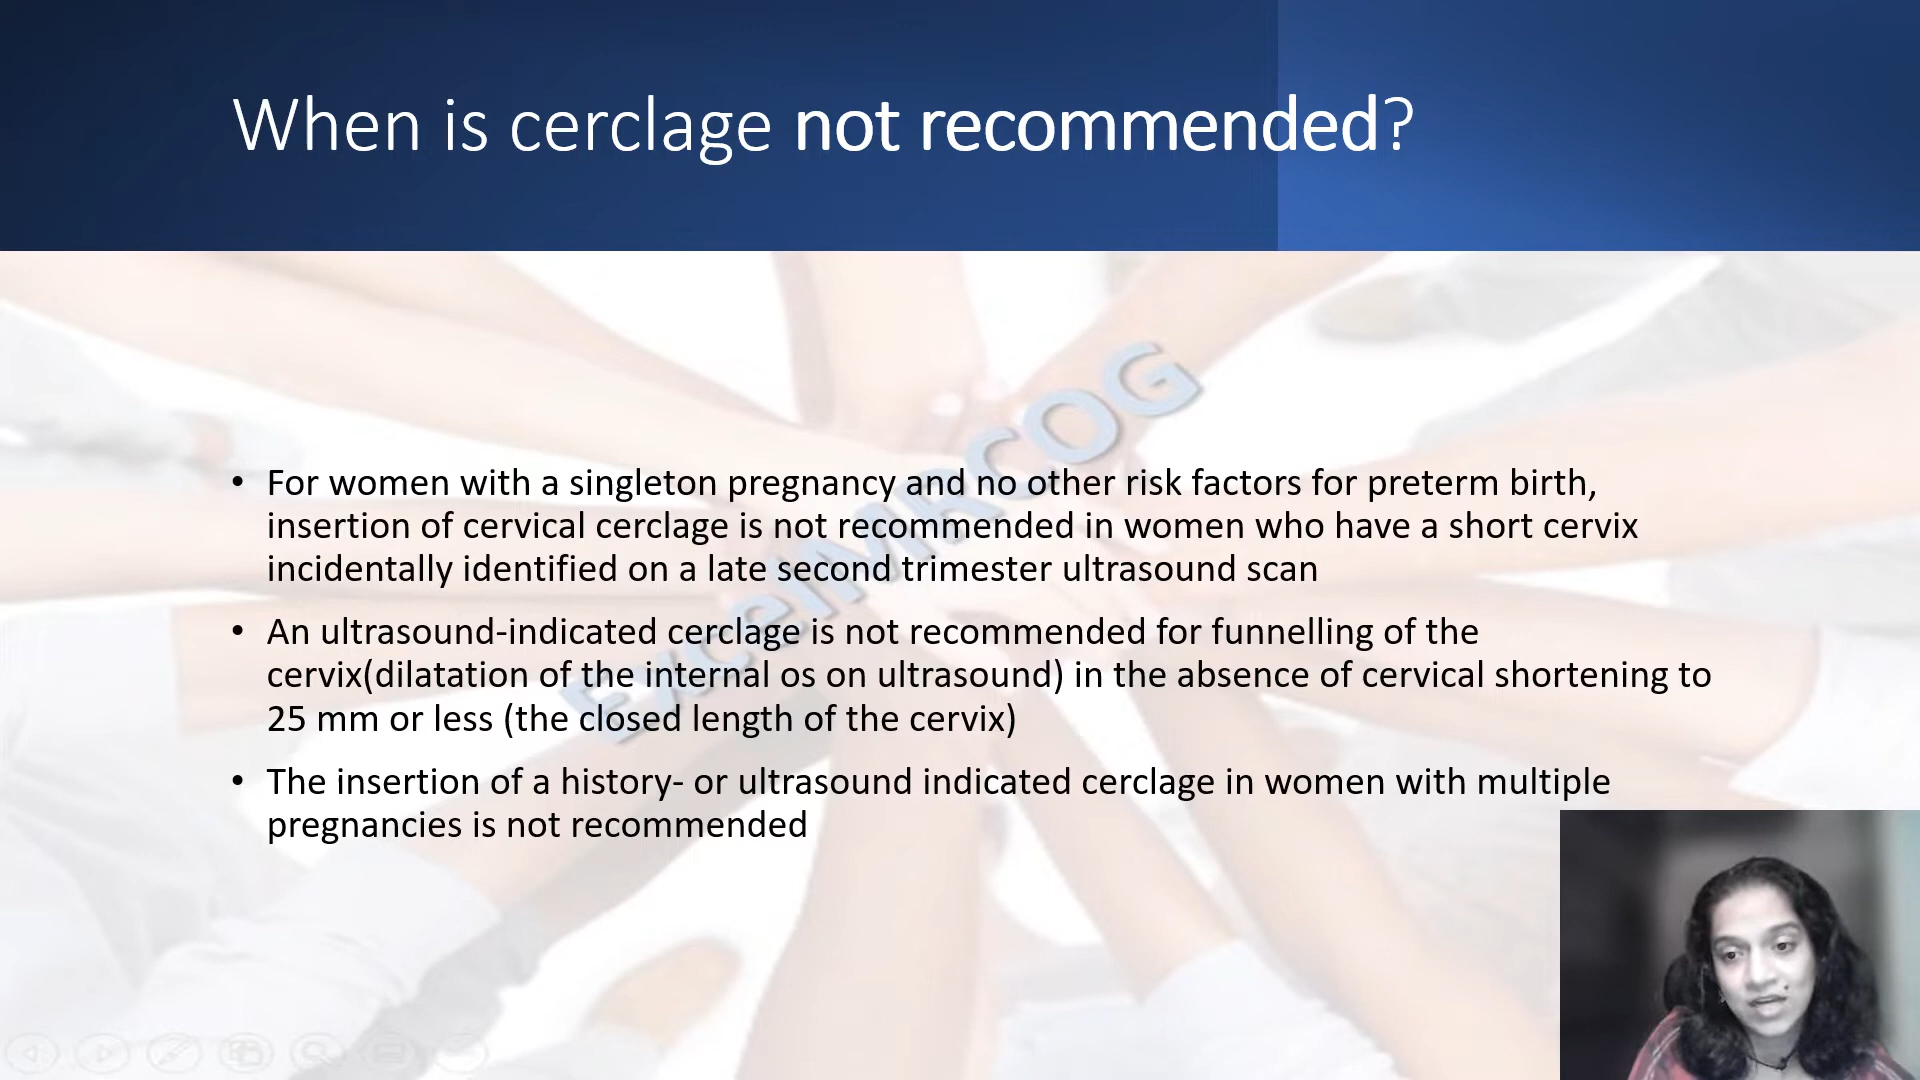 When is cerclage not recommended?
• For women with a singleton pregnancy and no other risk factors for preterm birth,
insertion of cervical cerclage is not recommended in women who have a short cervix
incidentally identified on a late second trimester ultrasound scan
• An ultrasound-indicated cerclage is not recommended for funnelling of the
cervix(dilatation of the internal os on ultrasound) in the absence of cervical shortening to
25 mm or less (the closed length of the cervix)
• The insertion of a history- or ultrasound indicated cerclage in women with multiple
pregnancies is not recommended
ExcelMRCOG